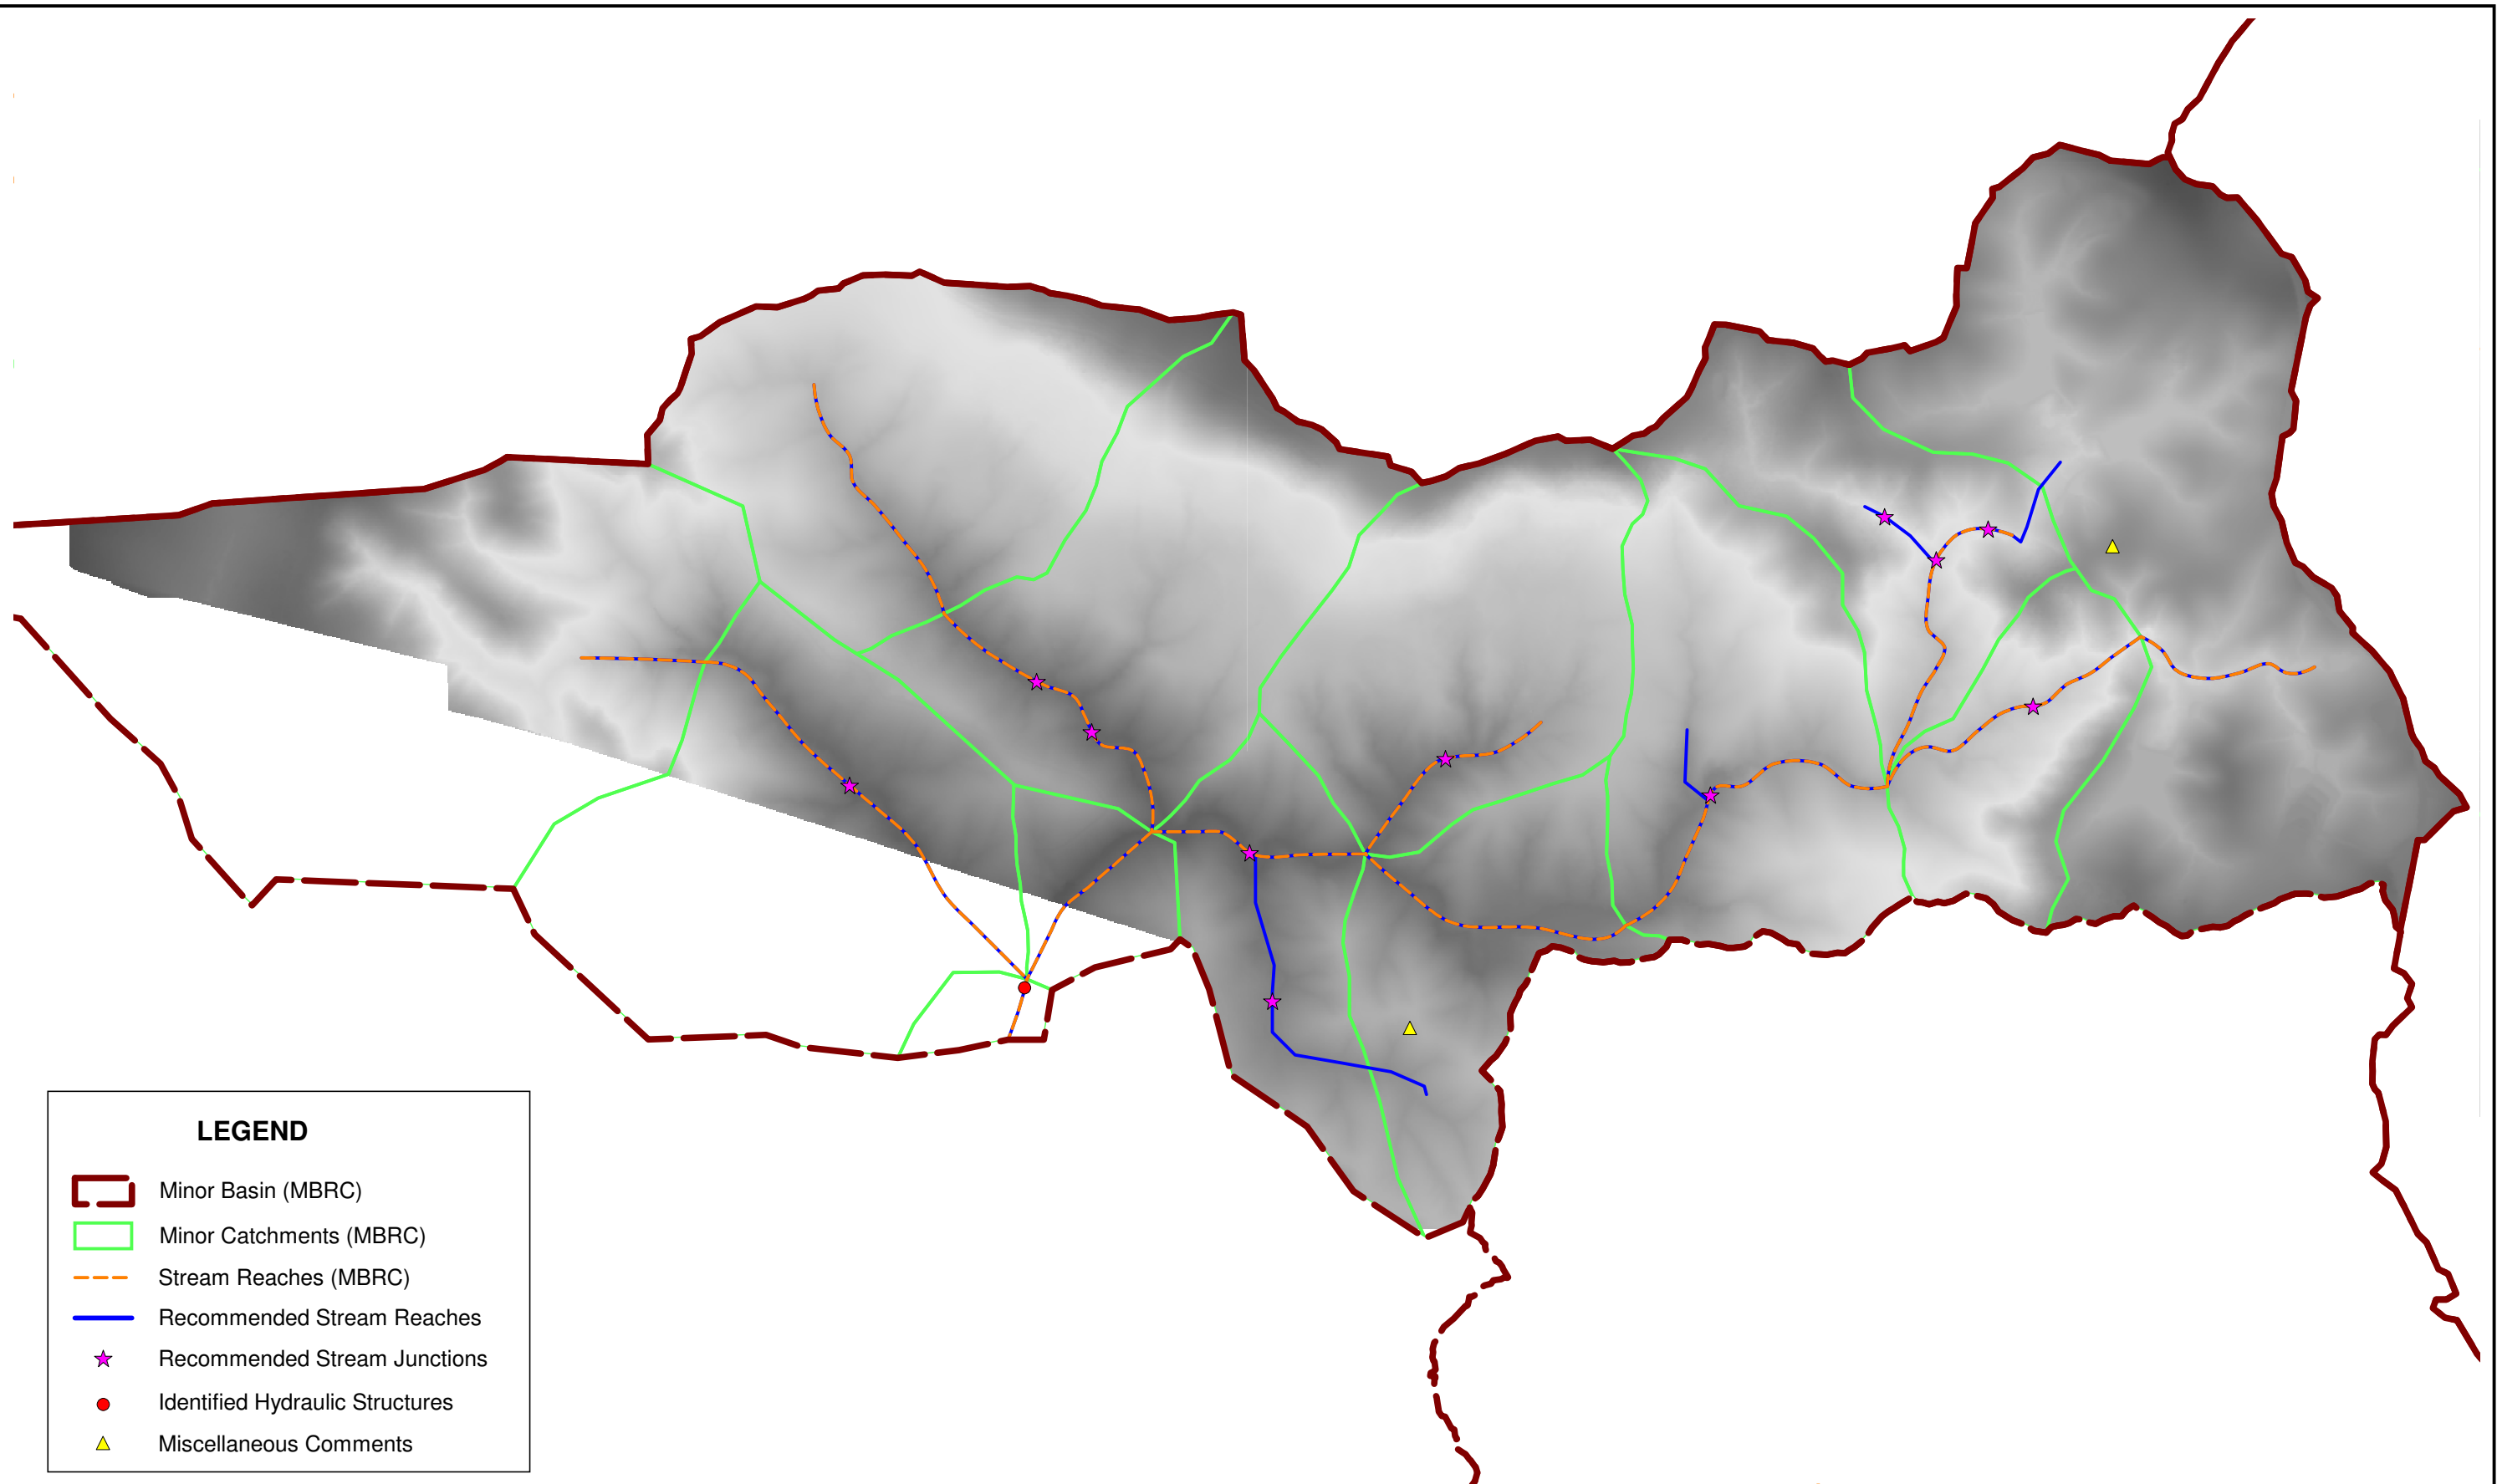 LEGEND
Minor Basin (MBRC)
Minor Catchments (MBRC)
Stream Reaches (MBRC)
Recommended Stream Reaches
Recommended Stream Junctions
Identified Hydraulic Structures
Miscellaneous Comments